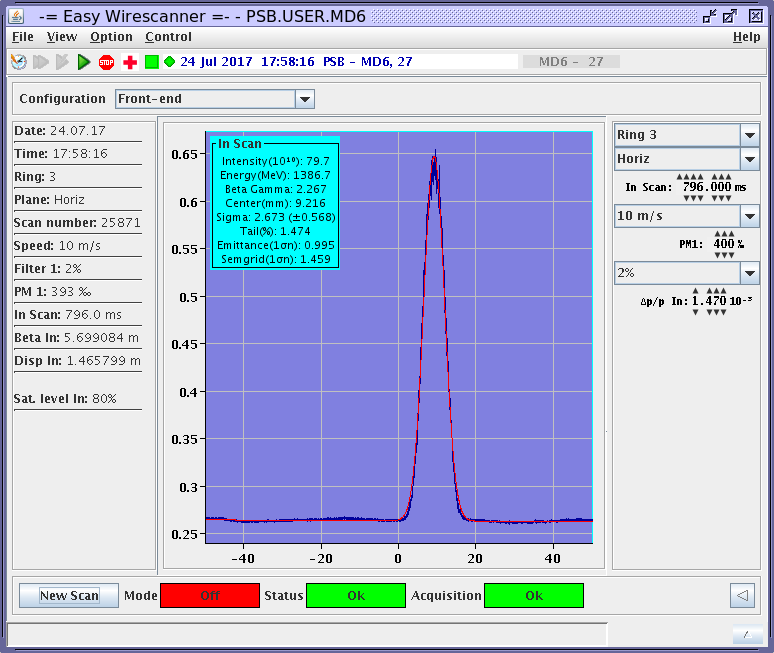 -= Easy Wirescanner =- - PSB.USER.MD6
File View Option Control Help
STOP 24 Jul 2017 17:58:16 PSB - MD6, 27 MD6 - 27
Configuration Front-end
Date: 24.07.17
Time: 17:58:16
Ring: 3
Plane: Horiz
Scan number: 25871
Speed: 10 m/s
Filter 1: 2%
PM 1: 393 ‰
In Scan: 796.0 ms
Beta In: 5.699084 m
Disp In: 1.465799 m
Sat. level In: 80%
In Scan
Intensity(10¹⁰): 79.7
Energy(MeV): 1386.7
Beta Gamma: 2.267
Center(mm): 9.216
Sigma: 2.673 (±0.568)
Tail(%): 1.474
Emittance(1σn): 0.995
Semgrid(1σn): 1.459
0.65
0.6
0.55
0.5
0.45
0.4
0.35
0.3
0.25
-40 -20 0 20 40
Ring 3
Horiz
In Scan: 796.000 ms
10 m/s
PM1: 400 ‰
2%
Δp/p In: 1.470 10⁻³
New Scan Mode Off Status Ok Acquisition Ok